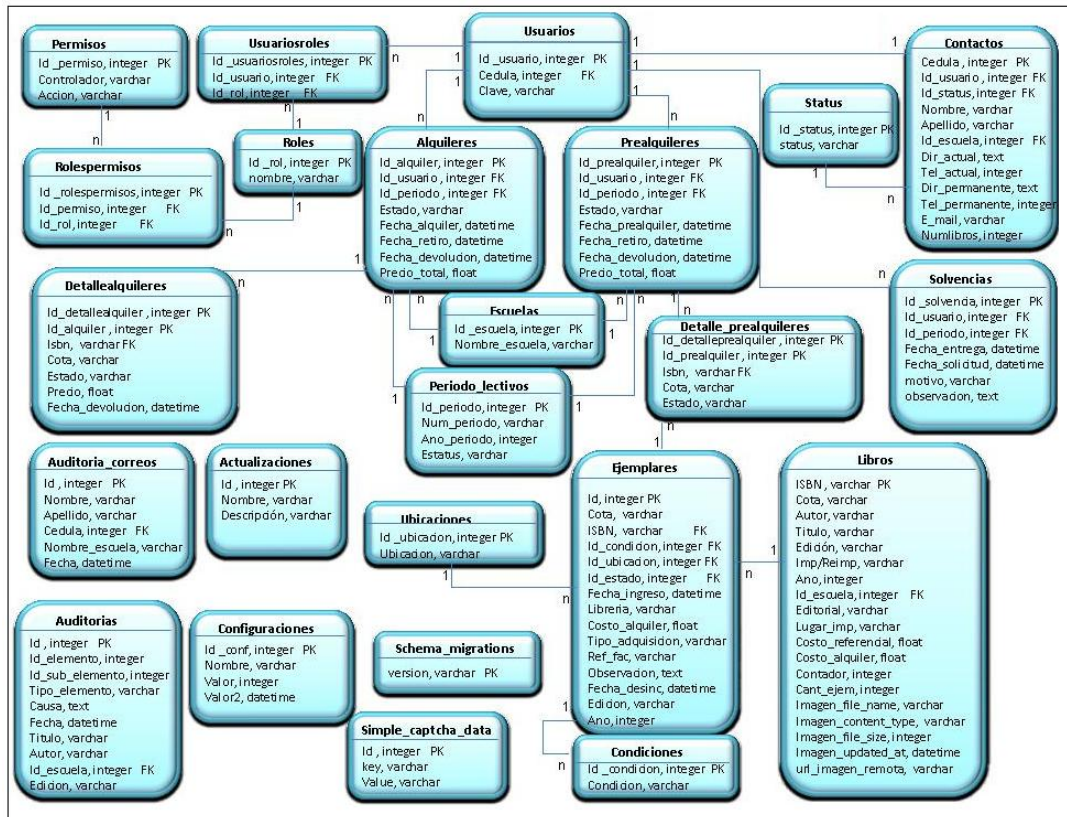 Permisos
Id _permiso, integer PK
Controlador, varchar
Accion, varchar
Usuariosroles
Id_usuariosroles, integer PK
Id_usuario, integer FK
Id_rol, integer FK
Usuarios
Id _usuario, integer PK
Cedula, integer FK
Clave, varchar
Contactos
Cedula , integer PK
Id_usuario , integer FK
Id_status, integer FK
Nombre, varchar
Apellido, varchar
Id_escuela, integer FK
Dir_actual, text
Tel_actual, integer
Dir_permanente, text
Tel_permanente, integer
E_mail, varchar
Numlibros, integer
Status
Id _status, integer PK
status, varchar
Roles
Id _rol, integer PK
nombre, varchar
Rolespermisos
Id _rolespermisos, integer PK
Id_permiso, integer FK
Id_rol, integer FK
Alquileres
Id_alquiler, integer PK
Id_usuario , integer FK
Id_periodo, integer FK
Estado, varchar
Fecha_alquiler, datetime
Fecha_retiro, datetime
Fecha_devolucion, datetime
Precio_total, float
Prealquileres
Id_prealquiler, integer PK
Id_usuario , integer FK
Id_periodo, integer FK
Estado, varchar
Fecha_prealquiler, datetime
Fecha_retiro, datetime
Fecha_devolucion, datetime
Precio_total, float
Detallealquileres
Id_detallealquiler , integer PK
Id_alquiler , integer PK
Isbn, varchar FK
Cota, varchar
Estado, varchar
Precio, float
Fecha_devolucion, datetime
Escuelas
Id _escuela, integer PK
Nombre_escuela, varchar
Detalle_prealquileres
Id_detalleprealquiler , integer PK
Id_prealquiler , integer PK
Isbn, varchar FK
Cota, varchar
Estado, varchar
Solvencias
Id _solvencia, integer PK
Id_usuario, integer FK
Id_periodo, integer FK
Fecha_entrega, datetime
Fecha_solicitud, datetime
motivo, varchar
observacion, text
Periodo_lectivos
Id_periodo, integer PK
Num_periodo, varchar
Ano_periodo, integer
Estatus, varchar
Auditoria_correos
Id , integer PK
Nombre, varchar
Apellido, varchar
Cedula, integer FK
Nombre_escuela, varchar
Fecha, datetime
Actualizaciones
Id , integer PK
Nombre, varchar
Descripción, varchar
Ubicaciones
Id _ubicacion, integer PK
Ubicacion, varchar
Ejemplares
Id, integer PK
Cota, varchar
ISBN, varchar FK
Id_condicion, integer FK
Id_ubicacion, integer FK
Id_estado, integer FK
Fecha_ingreso, datetime
Libreria, varchar
Costo_alquiler, float
Tipo_adquisicion, varchar
Ref_fac, varchar
Observacion, text
Fecha_desinc, datetime
Edicion, varchar
Ano, integer
Libros
ISBN, varchar PK
Cota, varchar
Autor, varchar
Titulo, varchar
Edición, varchar
Imp/Reimp, varchar
Ano, integer
Id_escuela, integer FK
Editorial, varchar
Lugar_imp, varchar
Costo_referencial, float
Costo_alquiler, float
Contador, integer
Cant_ejem, integer
Imagen_file_name, varchar
Imagen_content_type, varchar
Imagen_file_size, integer
Imagen_updated_at, datetime
url_imagen_remota, varchar
Auditorias
Id , integer PK
Id_elemento, integer
Id_sub_elemento, integer
Tipo_elemento, varchar
Causa, text
Fecha, datetime
Titulo, varchar
Autor, varchar
Id_escuela, integer FK
Edicion, varchar
Configuraciones
Id _conf, integer PK
Nombre, varchar
Valor, integer
Valor2, datetime
Schema_migrations
version, varchar PK
Simple_captcha_data
Id , integer PK
key, varchar
Value, varchar
Condiciones
Id _condicion, integer PK
Condicion, varchar